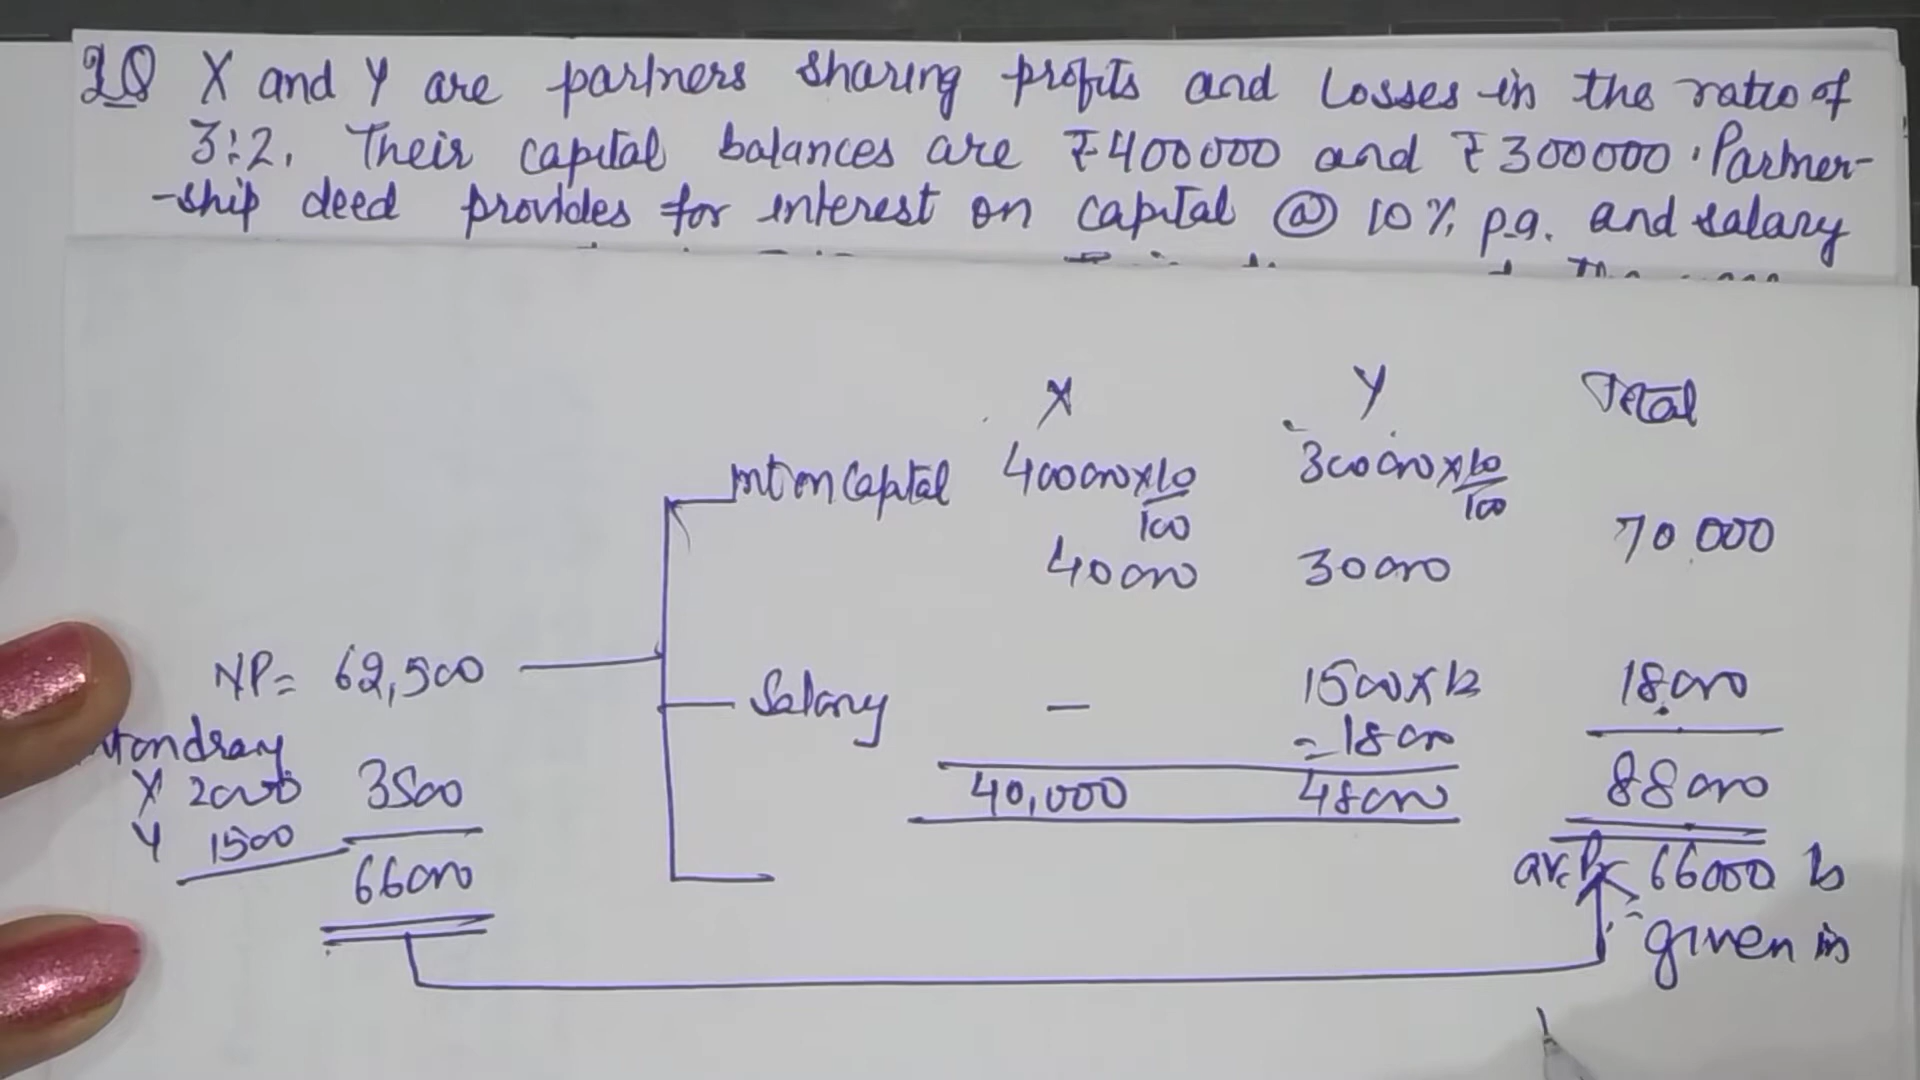 2Q X and Y are partners sharing profits and Losses in the ratio of
3:2. Their capital balances are ₹400000 and ₹300000. Partner-
-ship deed provides for interest on capital @ 10% p.a. and salary
X Y Total
Int on Capital 400000×10/100 300000×10/100
40000 30000 70000
NP= 62,500 Salary — 1500×12 18000
=18000
X 2000 3500 40,000 48000 88000
Y 1500
66000 66000 is
given in